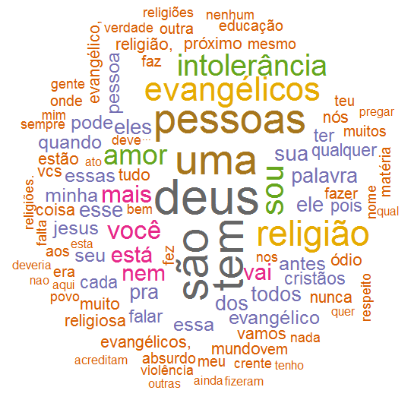 religiões nenhum
verdade outra educação
religião, próximo mesmo
evangélico, faz
pessoa intolerância
gente evangélicos teu
onde pregar
mim pode eles pessoas nós
sempre deve ter muitos
quando amor uma sua qualquer
estão ato matéria
vcs essas tudo sou palavra
religiões. minha mais deus fazer nome
coisa esse bem ele pois qual
jesus você são tem religião
falta esta
aos seu está fez nos ódio
deveria nem vai antes
nao era cada cristãos respeito
aqui pra dos todos nunca
povo muito quer
religiosa falar essa evangélico
vamos nada
evangélicos, mundo vem
acreditam absurdo meu crente tenho
violência
outras ainda fizeram